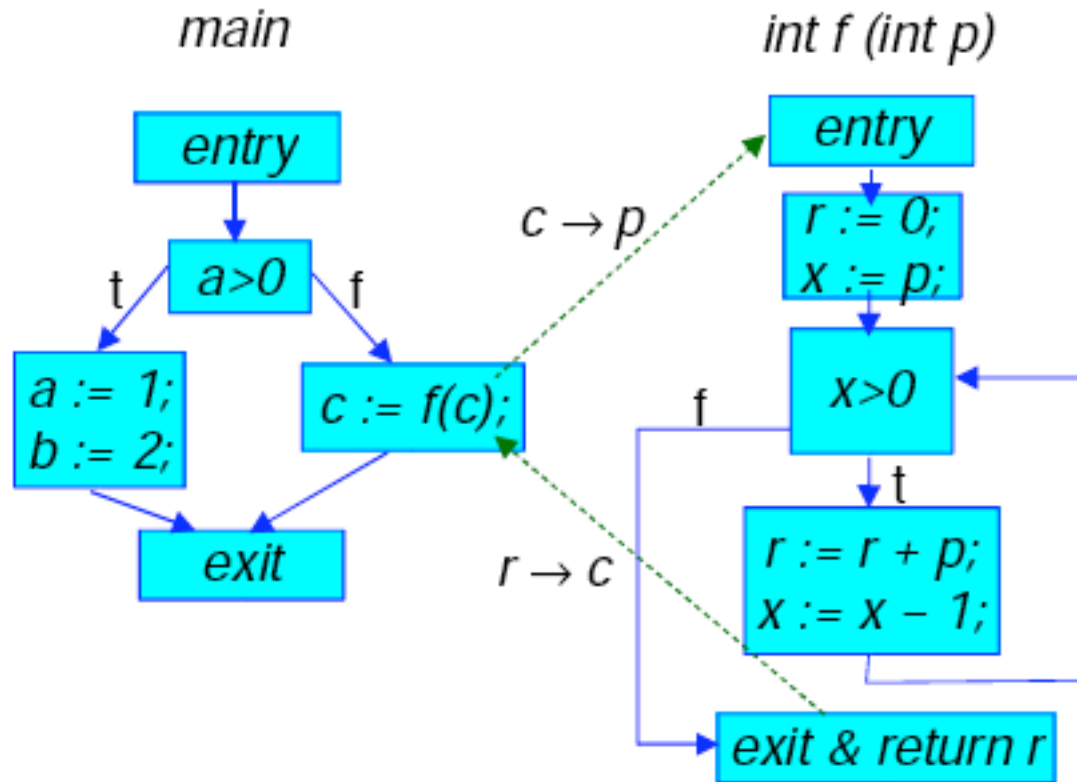 main
entry
a>0
t
f
a := 1;
b := 2;
c := f(c);
exit
c → p
r → c
int f (int p)
entry
r := 0;
x := p;
x>0
f
t
r := r + p;
x := x – 1;
exit & return r